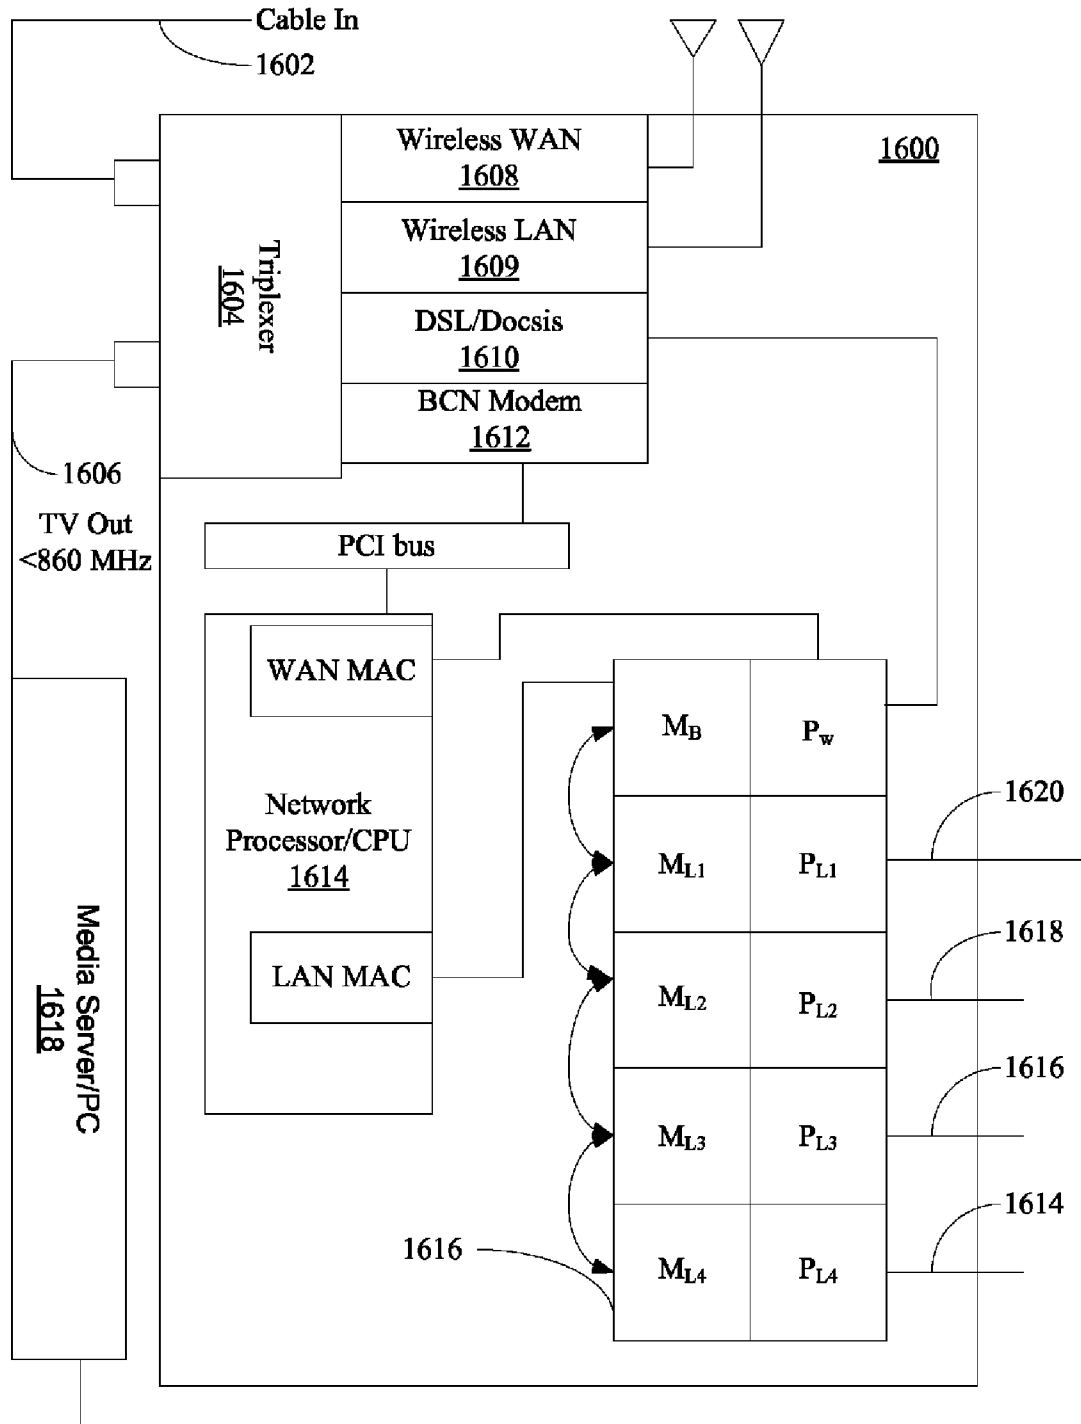 Cable In
1602
1600
Wireless WAN
1608
Wireless LAN
1609
DSL/Docsis
1610
BCN Modem
1612
Triplexer
1604
1606
TV Out
<860 MHz
PCI bus
WAN MAC
Network
Processor/CPU
1614
LAN MAC
Media Server/PC
1618
MB
Pw
ML1
PL1
ML2
PL2
ML3
PL3
ML4
PL4
1620
1618
1616
1614
1616